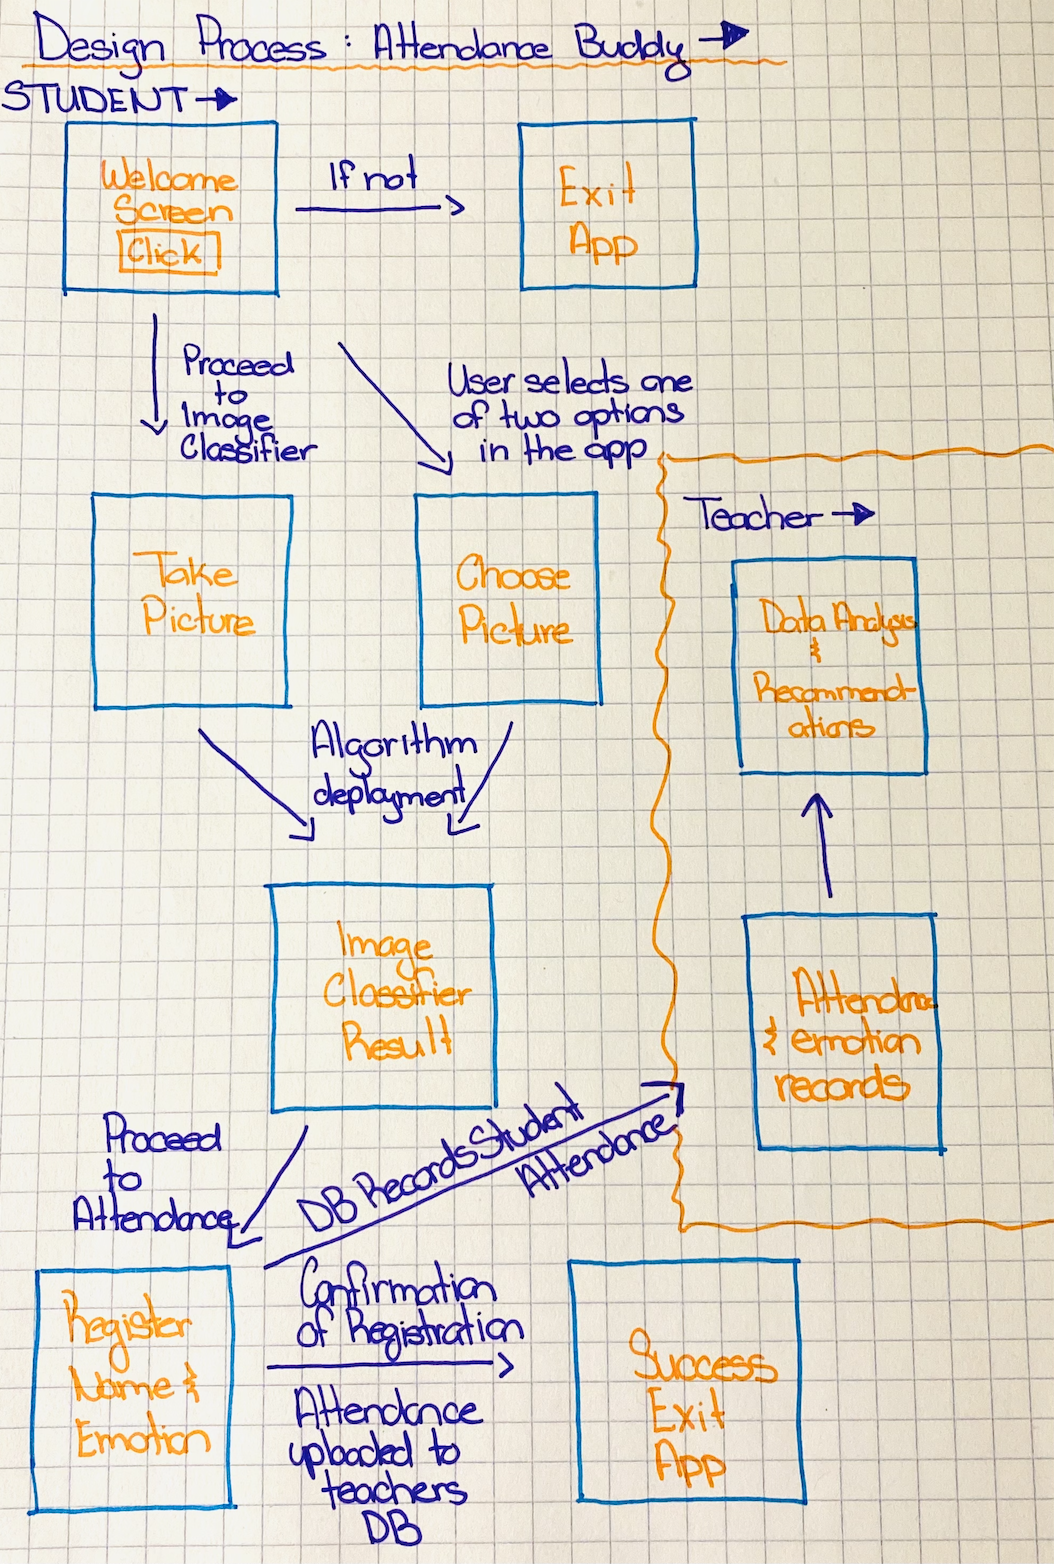 Design Process : Attendance Buddy →
STUDENT →
Welcome
Screen
Click
If not
Exit
App
Proceed
to
Image
Classifier
User selects one
of two options
in the app
Take
Picture
Choose
Picture
Teacher →
Data Analysis
&
Recommend-
ations
Algorithm
deployment
Image
Classifier
Result
Attendance
& emotion
records
Proceed
to
Attendance
DB Records Student
Attendance
Register
Name &
Emotion
Confirmation
of Registration
Attendance
uploaded to
teachers
DB
Success
Exit
App